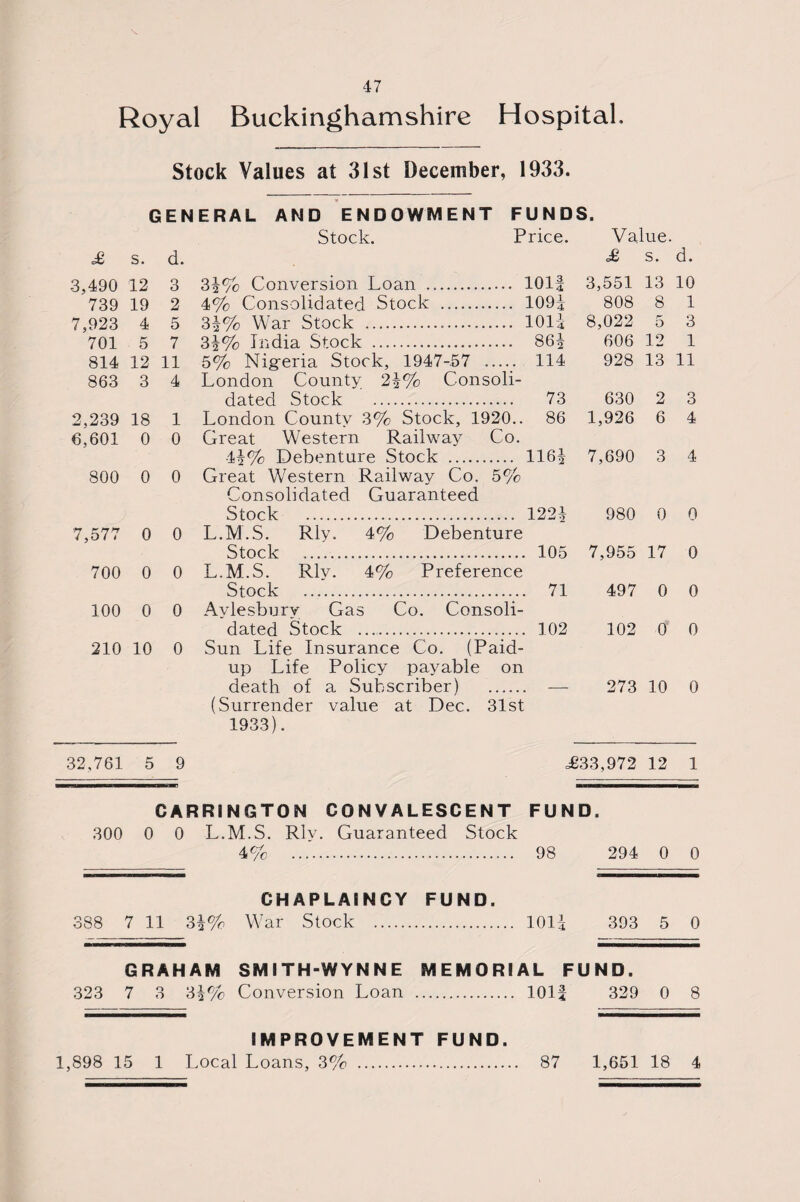 47
Royal Buckinghamshire Hospital.
Stock Values at 31st December, 1933.
GENERAL AND ENDOWMENT FUNDS.
Stock. Price. Value.
£ s. d. £ s. d.
3,490 12 3 3½% Conversion Loan .............. 101¾ 3,551 13 10
739 19 2 4% Consolidated Stock ........... 109¼ 808 8 1
7,923 4 5 3½% War Stock ....................... 101¼ 8,022 5 3
701 5 7 3½% India Stock ...................... 86½ 606 12 1
814 12 11 5% Nigeria Stock, 1947-57 ..... 114 928 13 11
863 3 4 London County 2½% Consoli-
dated Stock ........................ 73 630 2 3
2,239 18 1 London County 3% Stock, 1920.. 86 1,926 6 4
6,601 0 0 Great Western Railway Co.
4½% Debenture Stock .......... 116½ 7,690 3 4
800 0 0 Great Western Railway Co. 5%
Consolidated Guaranteed
Stock ................................. 122½ 980 0 0
7,577 0 0 L.M.S. Rly. 4% Debenture
Stock ................................. 105 7,955 17 0
700 0 0 L.M.S. Rly. 4% Preference
Stock ................................. 71 497 0 0
100 0 0 Aylesbury Gas Co. Consoli-
dated Stock ........................ 102 102 0 0
210 10 0 Sun Life Insurance Co. (Paid-
up Life Policy payable on
death of a Subscriber) ...... — 273 10 0
(Surrender value at Dec. 31st
1933).
32,761 5 9 £33,972 12 1
CARRINGTON CONVALESCENT FUND.
300 0 0 L.M.S. Rly. Guaranteed Stock
4% ................................. 98 294 0 0
CHAPLAINCY FUND.
388 7 11 3½% War Stock ...................... 101¼ 393 5 0
GRAHAM SMITH-WYNNE MEMORIAL FUND.
323 7 3 3½% Conversion Loan ................ 101¾ 329 0 8
IMPROVEMENT FUND.
1,898 15 1 Local Loans, 3% ......................... 87 1,651 18 4